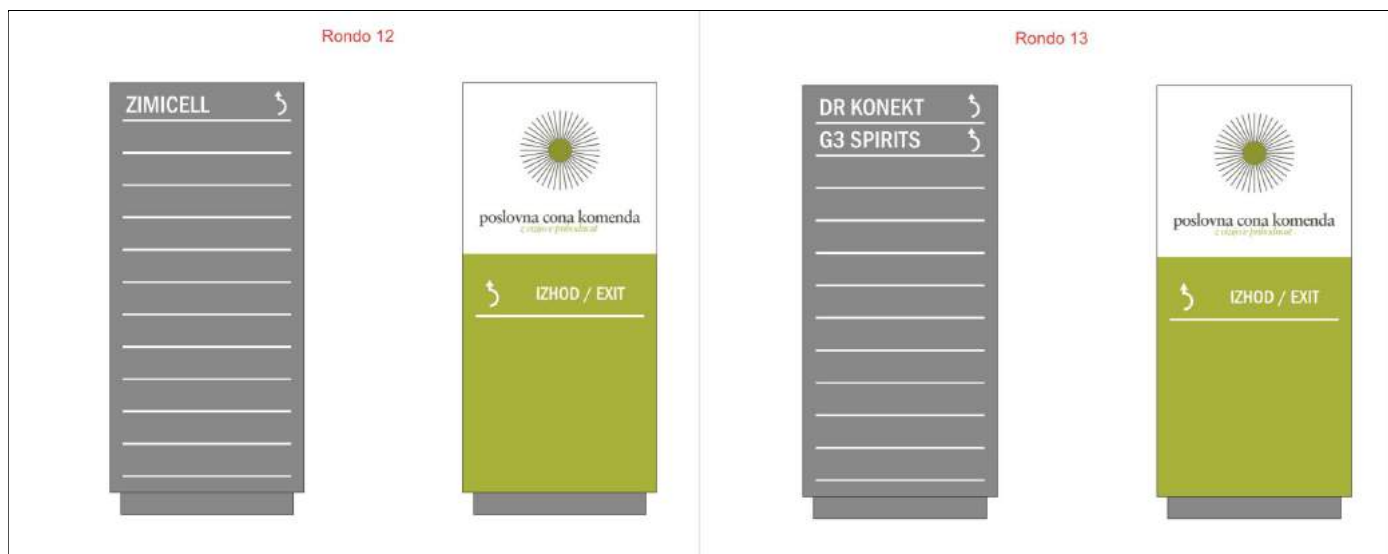 Rondo 12
ZIMICELL
poslovna cona komenda
IZHOD / EXIT
Rondo 13
DR KONEKT
G3 SPIRITS
poslovna cona komenda
IZHOD / EXIT